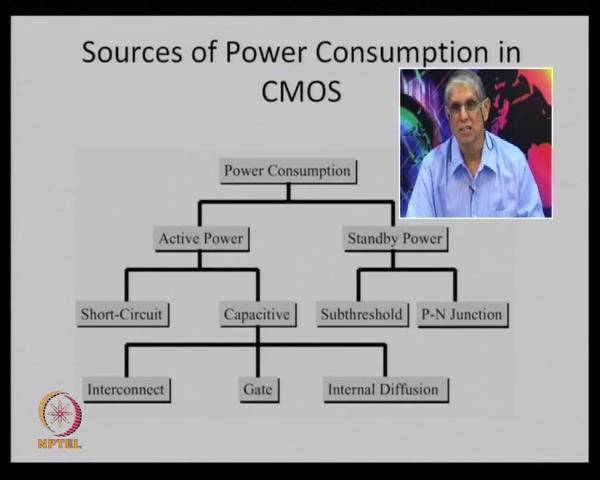 Sources of Power Consumption in
CMOS
Power Consumption
Active Power
Standby Power
Short-Circuit
Capacitive
Subthreshold
P-N Junction
Interconnect
Gate
Internal Diffusion
NPTEL